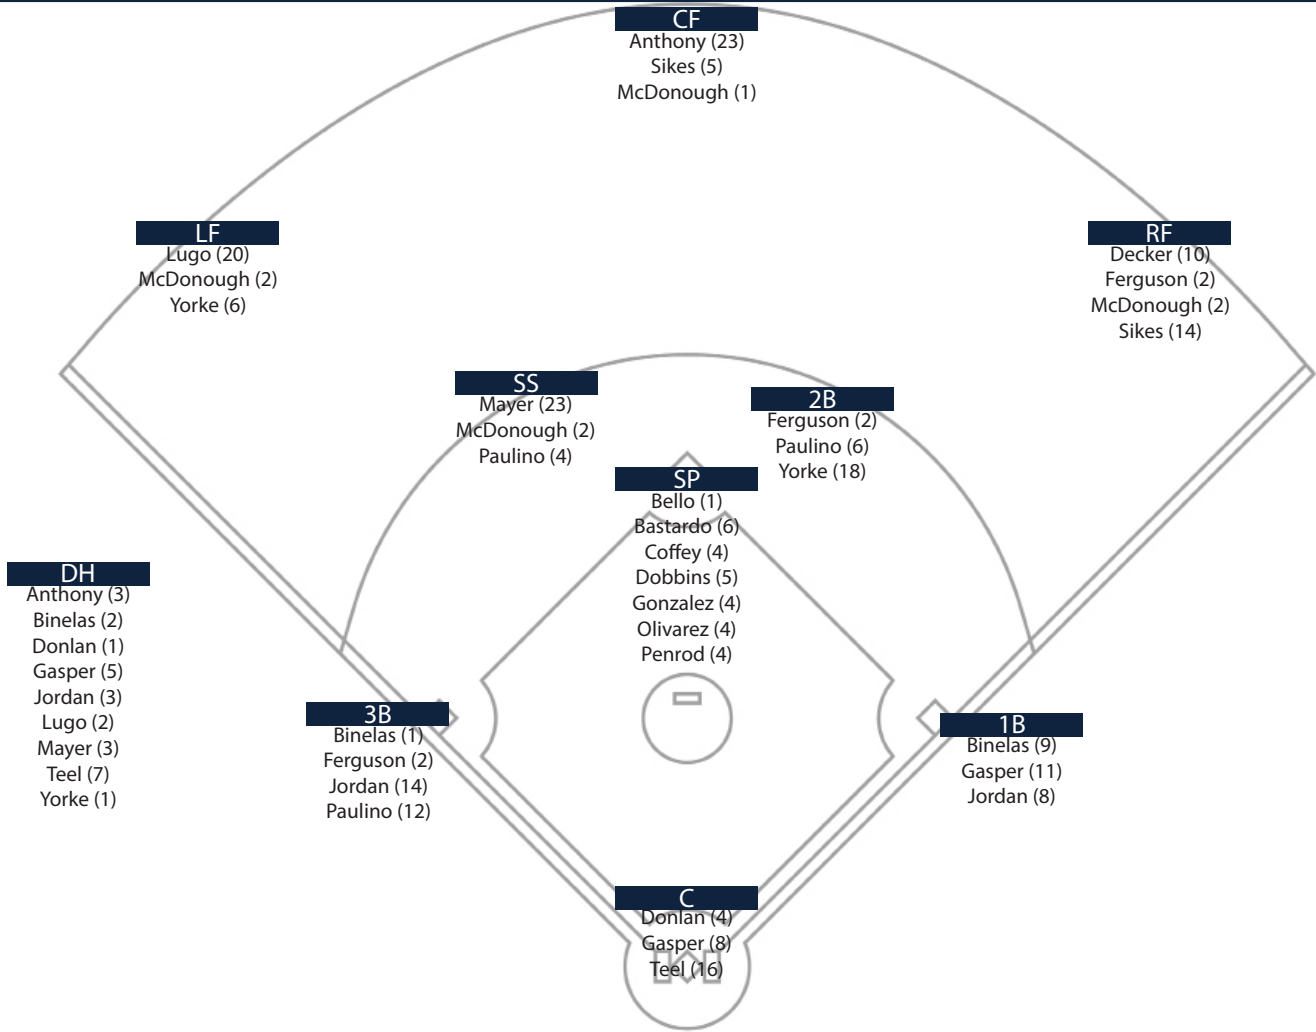 CF
Anthony (23)
Sikes (5)
McDonough (1)
LF
Lugo (20)
McDonough (2)
Yorke (6)
RF
Decker (10)
Ferguson (2)
McDonough (2)
Sikes (14)
SS
Mayer (23)
McDonough (2)
Paulino (4)
2B
Ferguson (2)
Paulino (6)
Yorke (18)
SP
Bello (1)
Bastardo (6)
Coffey (4)
Dobbins (5)
Gonzalez (4)
Olivarez (4)
Penrod (4)
DH
Anthony (3)
Binelas (2)
Donlan (1)
Gasper (5)
Jordan (3)
Lugo (2)
Mayer (3)
Teel (7)
Yorke (1)
3B
Binelas (1)
Ferguson (2)
Jordan (14)
Paulino (12)
1B
Binelas (9)
Gasper (11)
Jordan (8)
C
Donlan (4)
Gasper (8)
Teel (16)